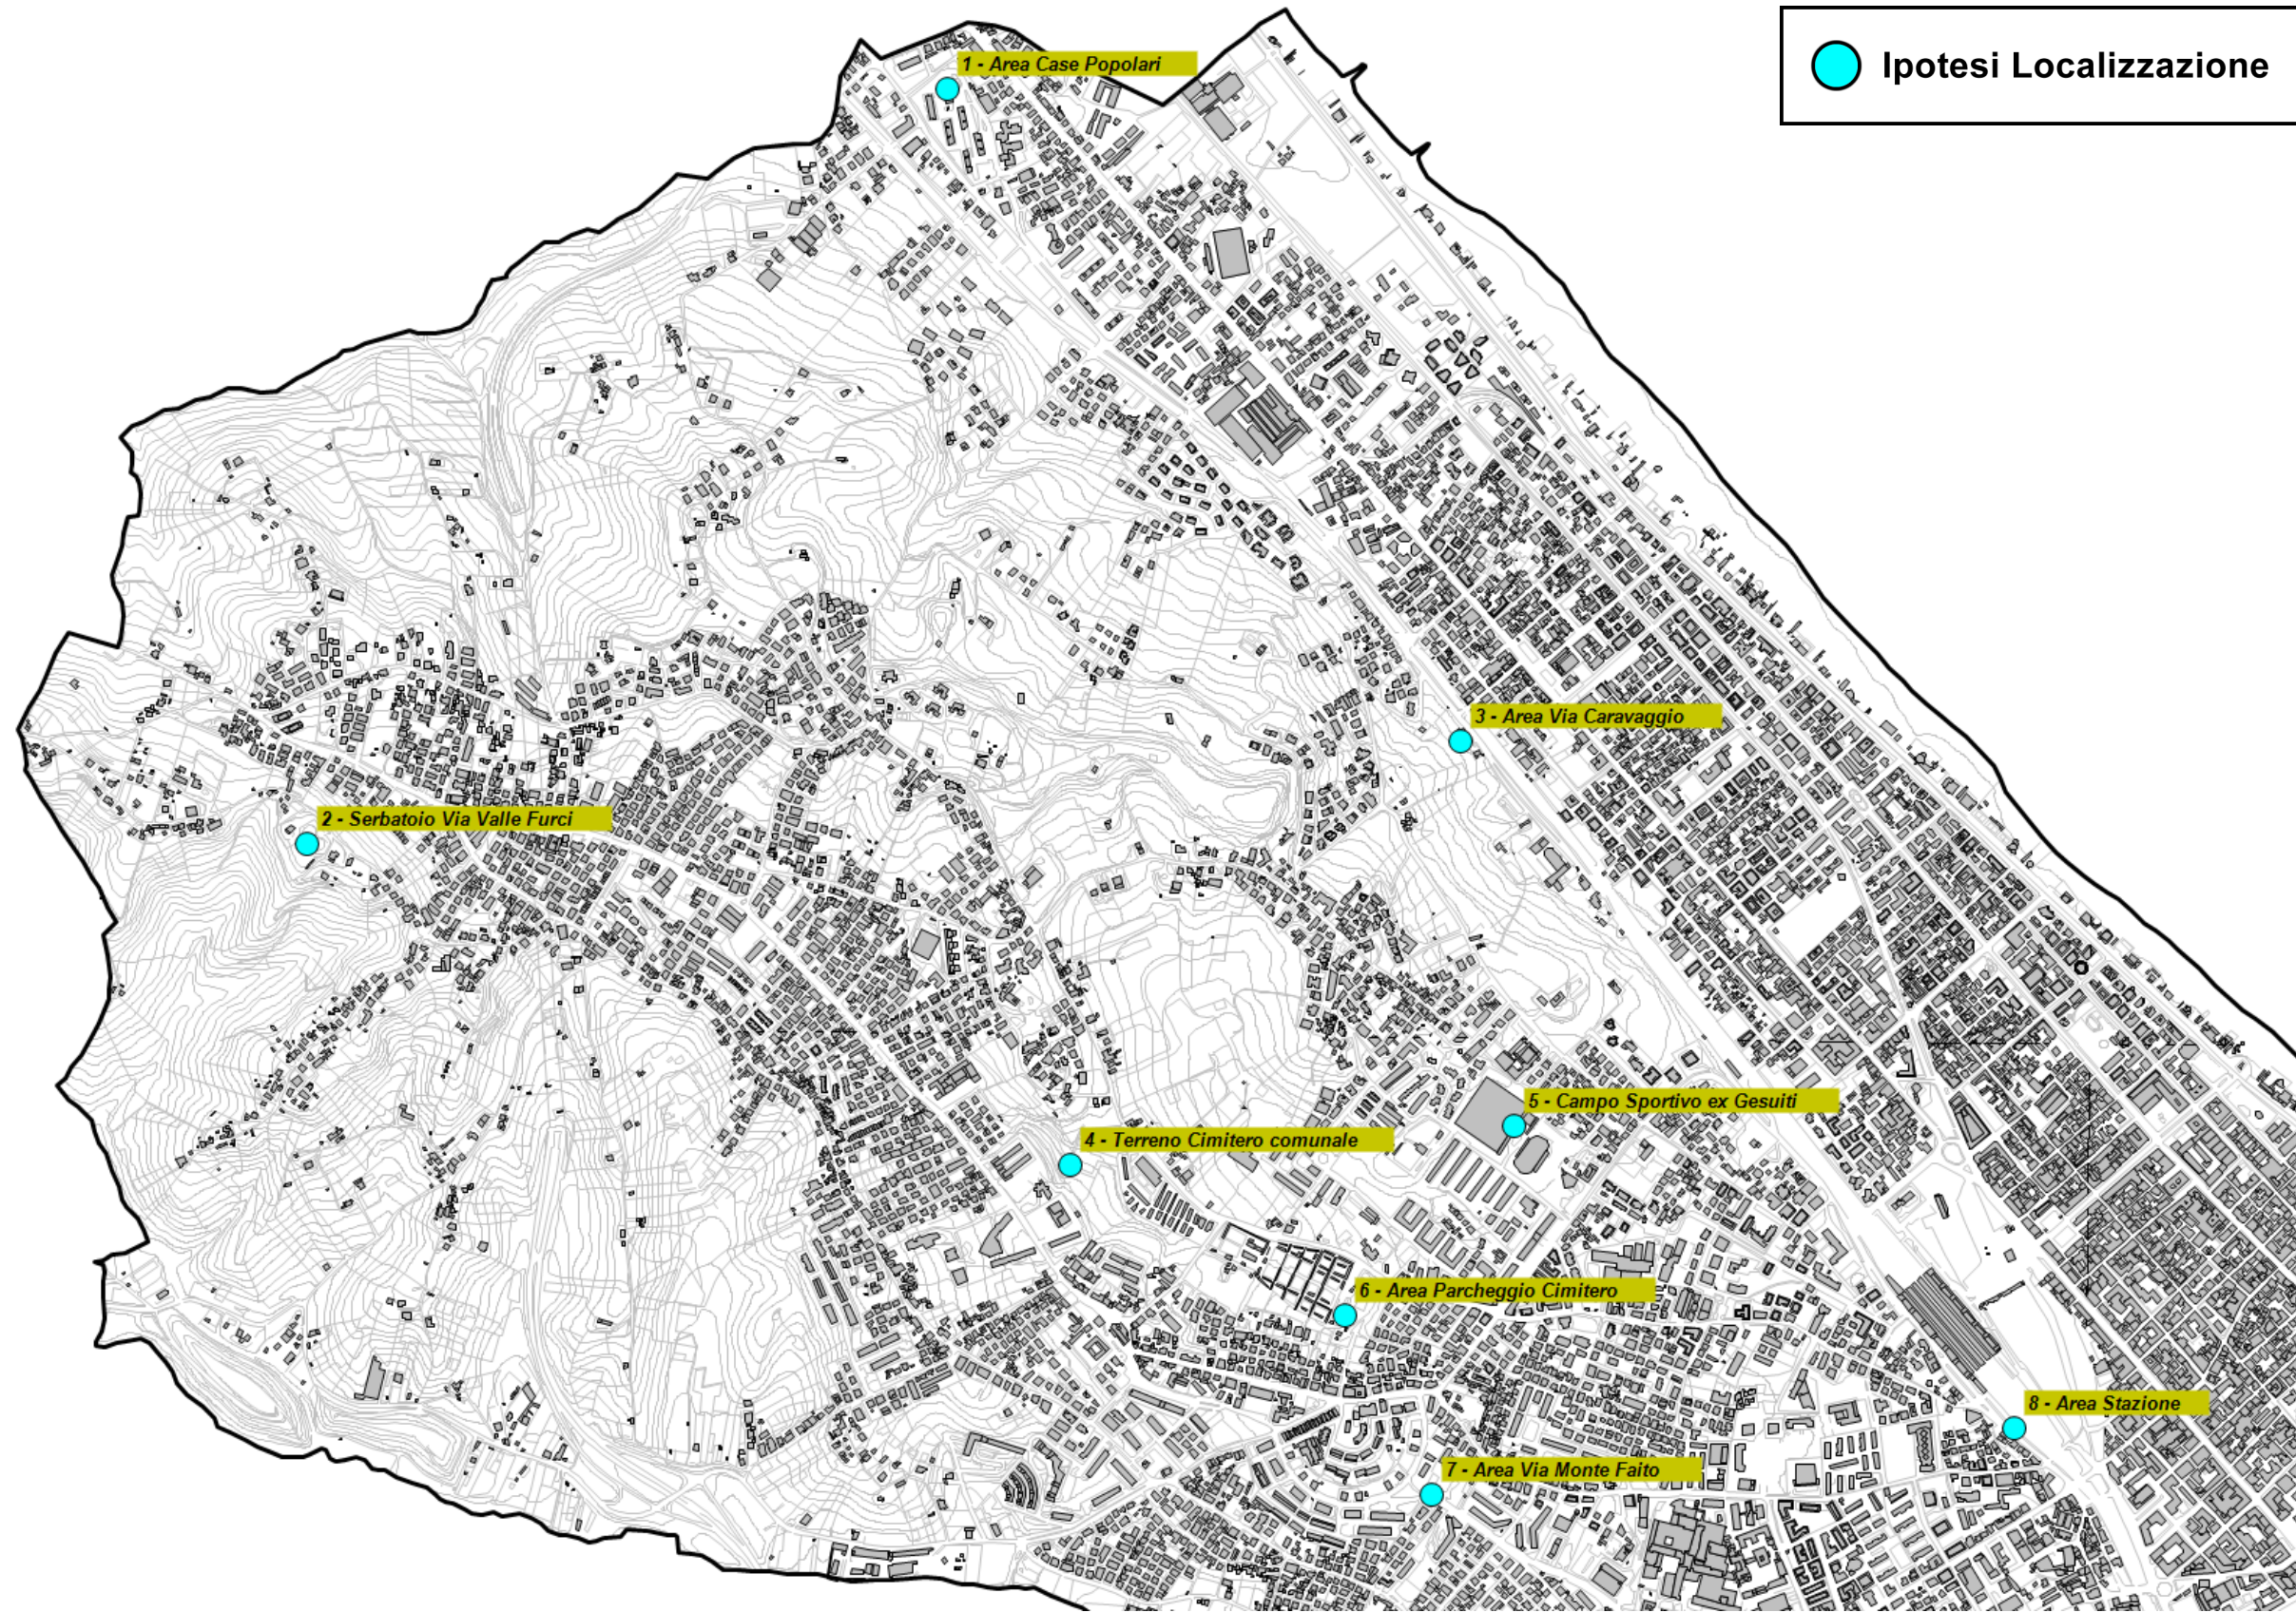 Ipotesi Localizzazione
1 - Area Case Popolari
3 - Area Via Caravaggio
2 - Serbatoio Via Valle Furci
5 - Campo Sportivo ex Gesuiti
4 - Terreno Cimitero comunale
6 - Area Parcheggio Cimitero
8 - Area Stazione
7 - Area Via Monte Faito